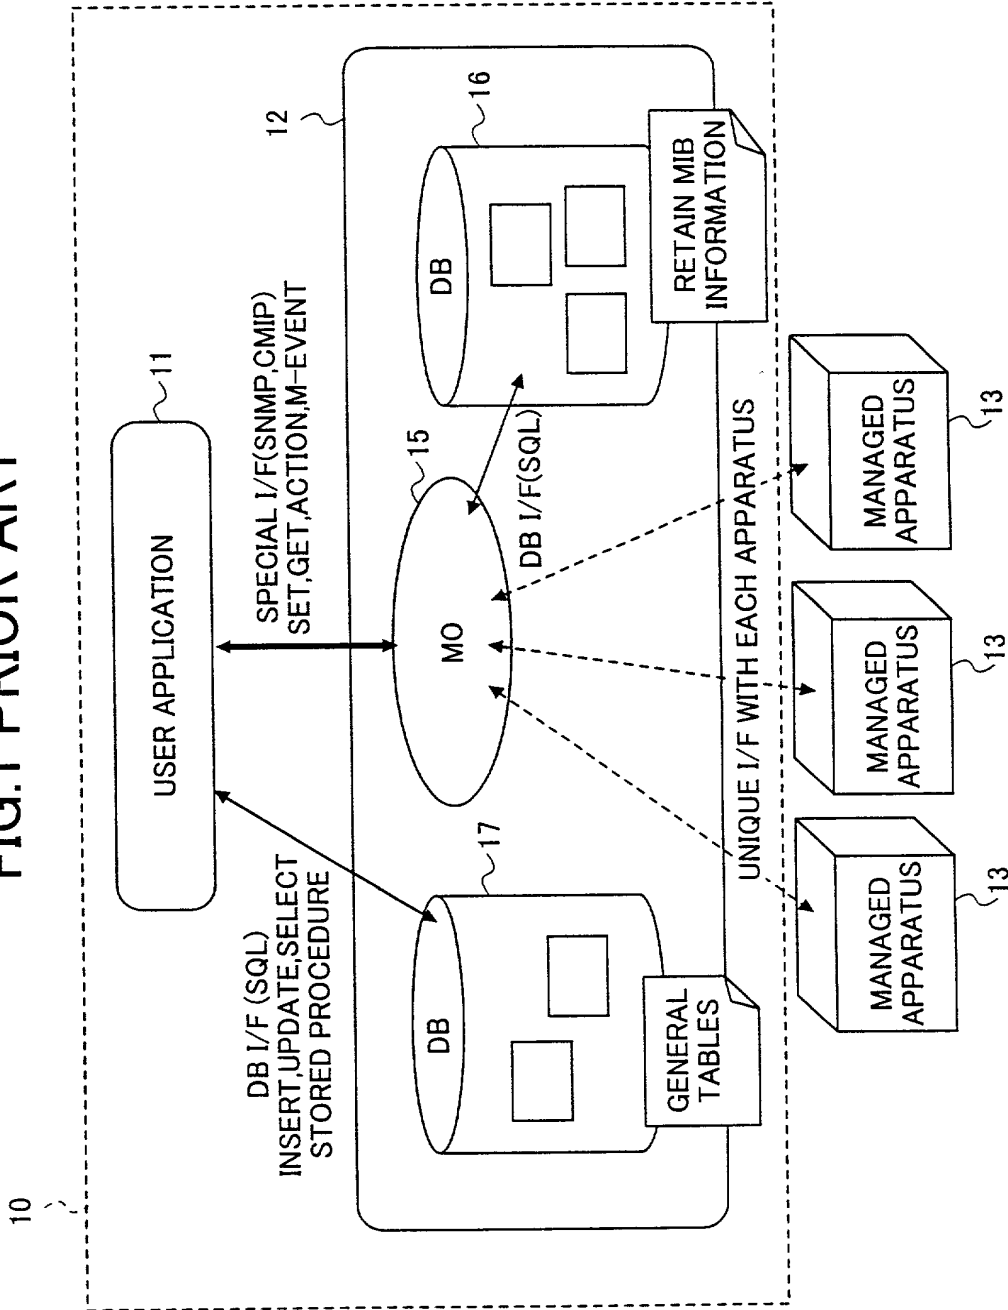 FIG.1 PRIOR ART
10
11
USER APPLICATION
DB I/F (SQL)
INSERT,UPDATE,SELECT
STORED PROCEDURE
SPECIAL I/F(SNMP,CMIP)
SET,GET,ACTION,M-EVENT
12
17
DB
GENERAL
TABLES
15
MO
DB I/F(SQL)
16
DB
RETAIN MIB
INFORMATION
UNIQUE I/F WITH EACH APPARATUS
MANAGED
APPARATUS
13
MANAGED
APPARATUS
13
MANAGED
APPARATUS
13